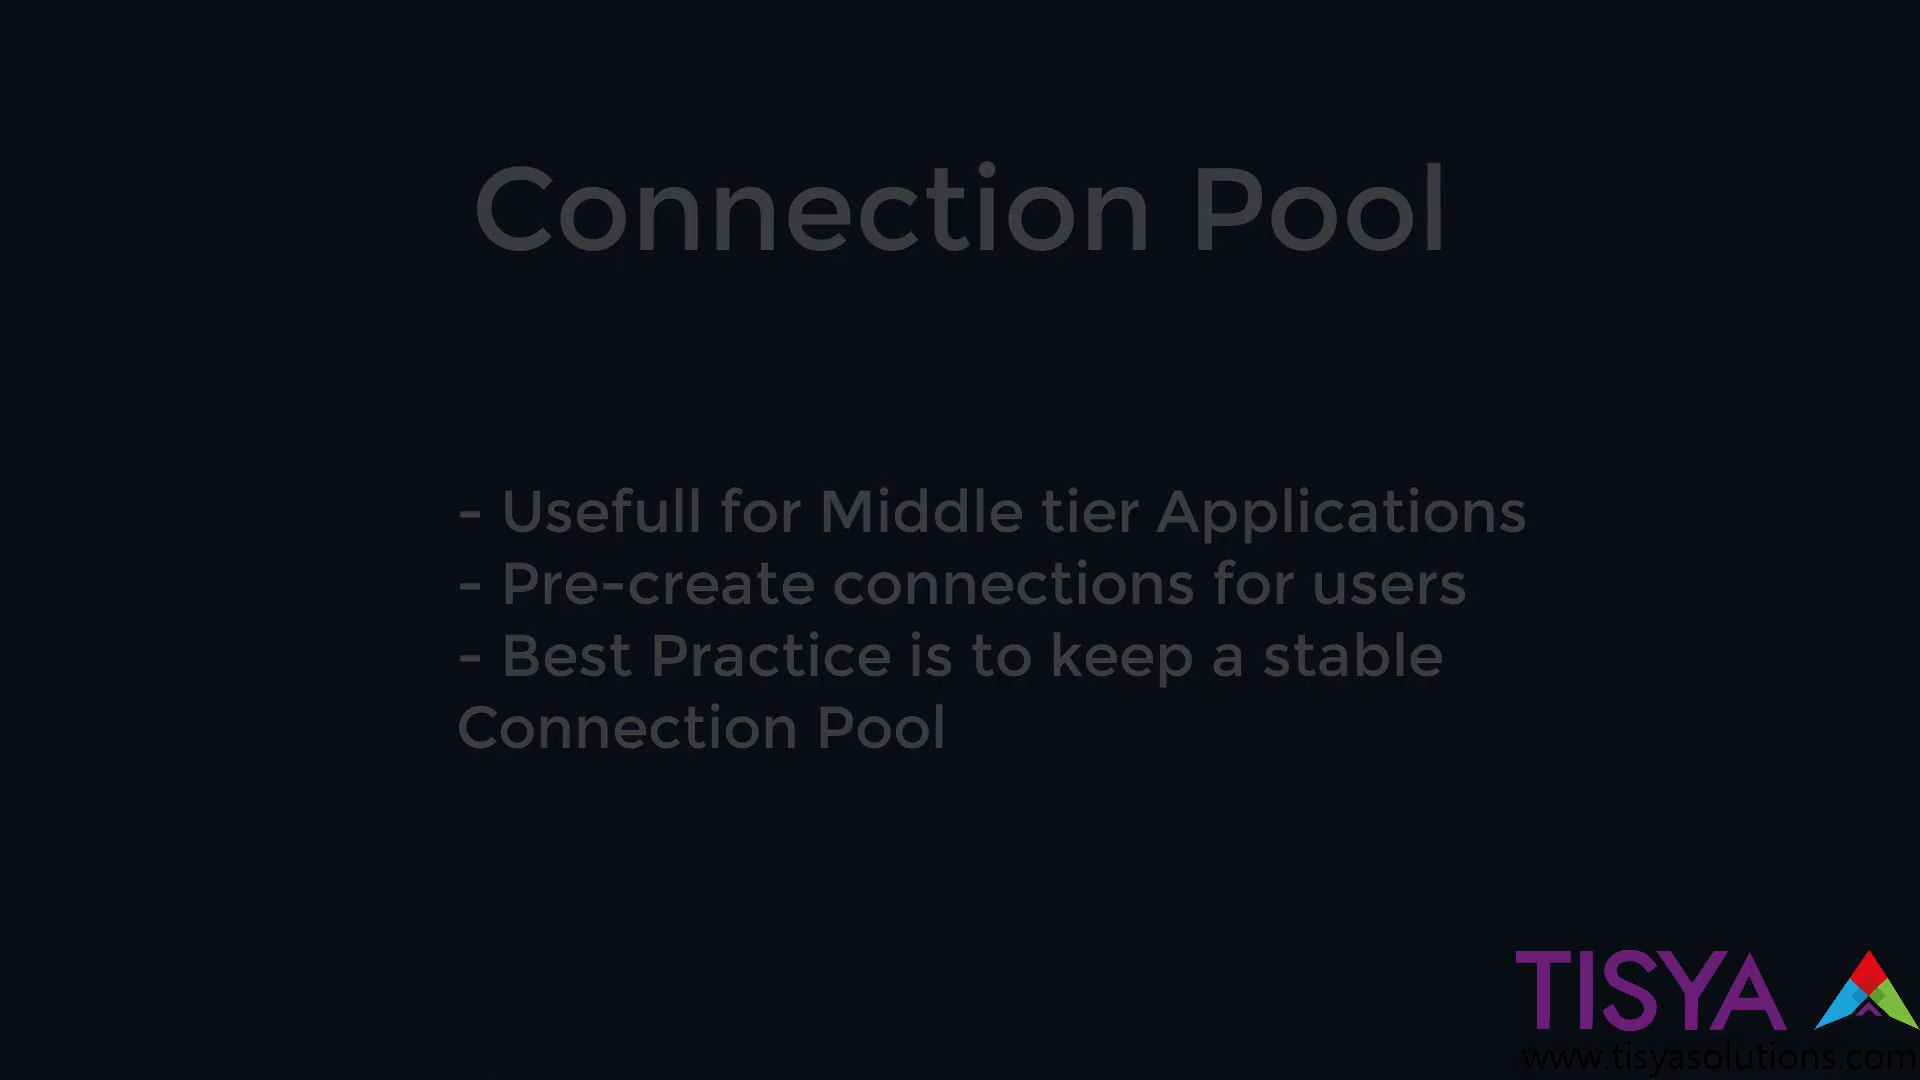 Connection Pool
- Usefull for Middle tier Applications
- Pre-create connections for users
- Best Practice is to keep a stable
Connection Pool
TISYA
www.tisyasolutions.com